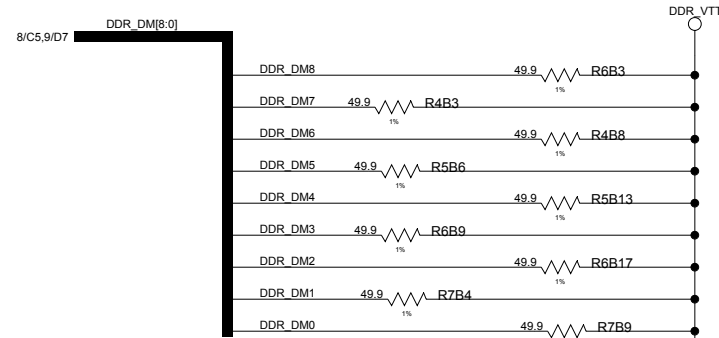 DDR_VTT
DDR_DM[8:0]
8/C5,9/D7
DDR_DM8 49.9 R6B3
1%
DDR_DM7 49.9 R4B3
1%
DDR_DM6 49.9 R4B8
1%
DDR_DM5 49.9 R5B6
1%
DDR_DM4 49.9 R5B13
1%
DDR_DM3 49.9 R6B9
1%
DDR_DM2 49.9 R6B17
1%
DDR_DM1 49.9 R7B4
1%
DDR_DM0 49.9 R7B9